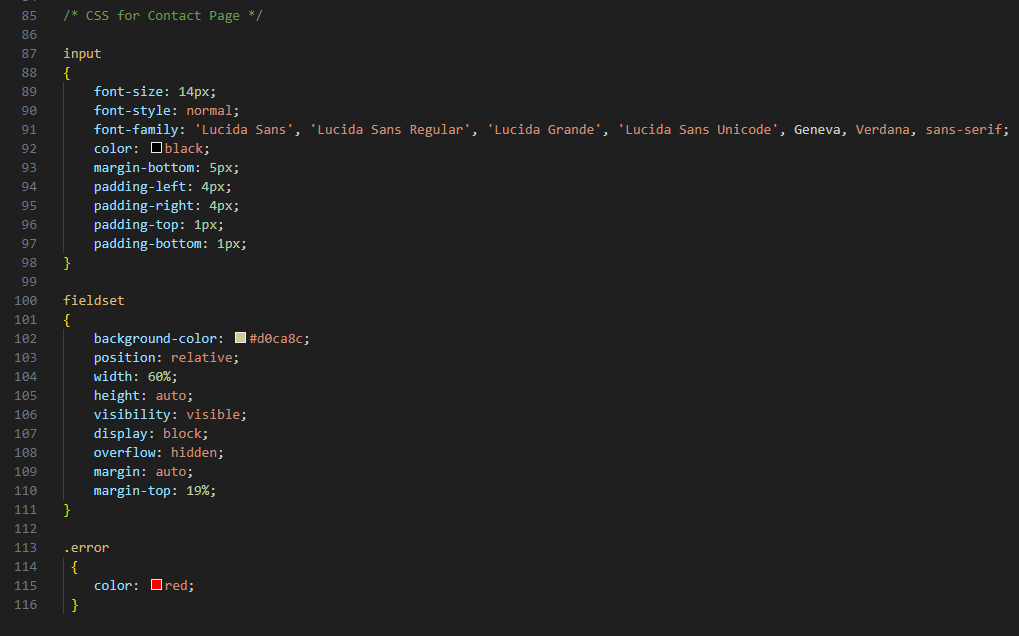 85 /* CSS for Contact Page */
86
87 input
88 {
89 font-size: 14px;
90 font-style: normal;
91 font-family: 'Lucida Sans', 'Lucida Sans Regular', 'Lucida Grande', 'Lucida Sans Unicode', Geneva, Verdana, sans-serif;
92 color: black;
93 margin-bottom: 5px;
94 padding-left: 4px;
95 padding-right: 4px;
96 padding-top: 1px;
97 padding-bottom: 1px;
98 }
99
100 fieldset
101 {
102 background-color: #d0ca8c;
103 position: relative;
104 width: 60%;
105 height: auto;
106 visibility: visible;
107 display: block;
108 overflow: hidden;
109 margin: auto;
110 margin-top: 19%;
111 }
112
113 .error
114 {
115 color: red;
116 }